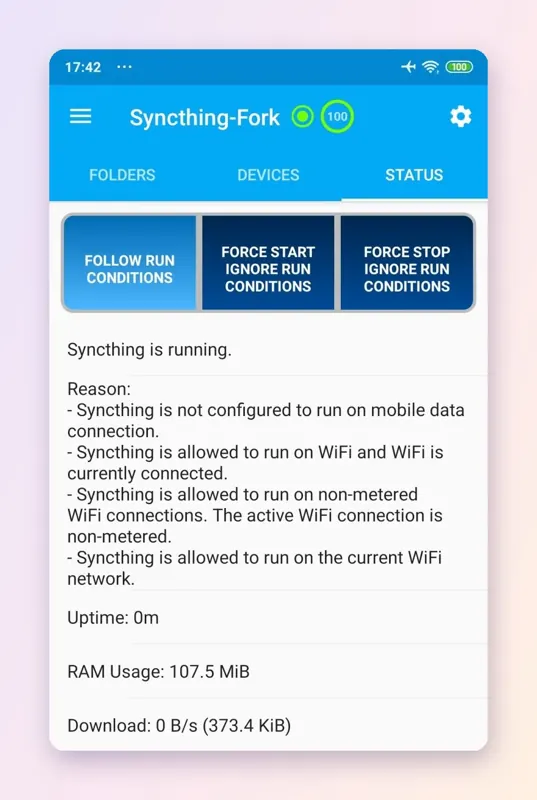 17:42 ...
100
Syncthing-Fork
100
FOLDERS DEVICES STATUS
FOLLOW RUN
CONDITIONS
FORCE START
IGNORE RUN
CONDITIONS
FORCE STOP
IGNORE RUN
CONDITIONS
Syncthing is running.
Reason:
- Syncthing is not configured to run on mobile data
connection.
- Syncthing is allowed to run on WiFi and WiFi is
currently connected.
- Syncthing is allowed to run on non-metered
WiFi connections. The active WiFi connection is
non-metered.
- Syncthing is allowed to run on the current WiFi
network.
Uptime: 0m
RAM Usage: 107.5 MiB
Download: 0 B/s (373.4 KiB)